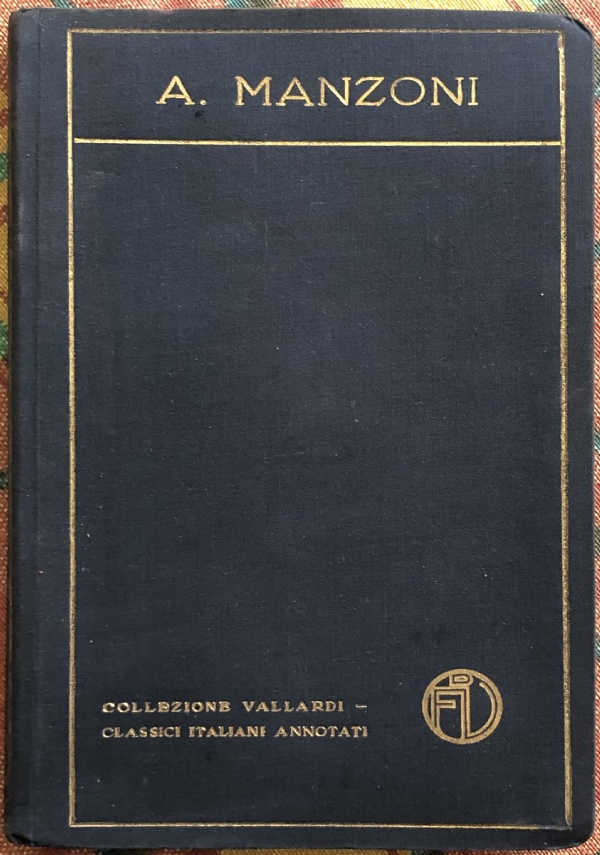 A. MANZONI
COLLEZIONE VALLARDI –
CLASSICI ITALIANI ANNOTATI